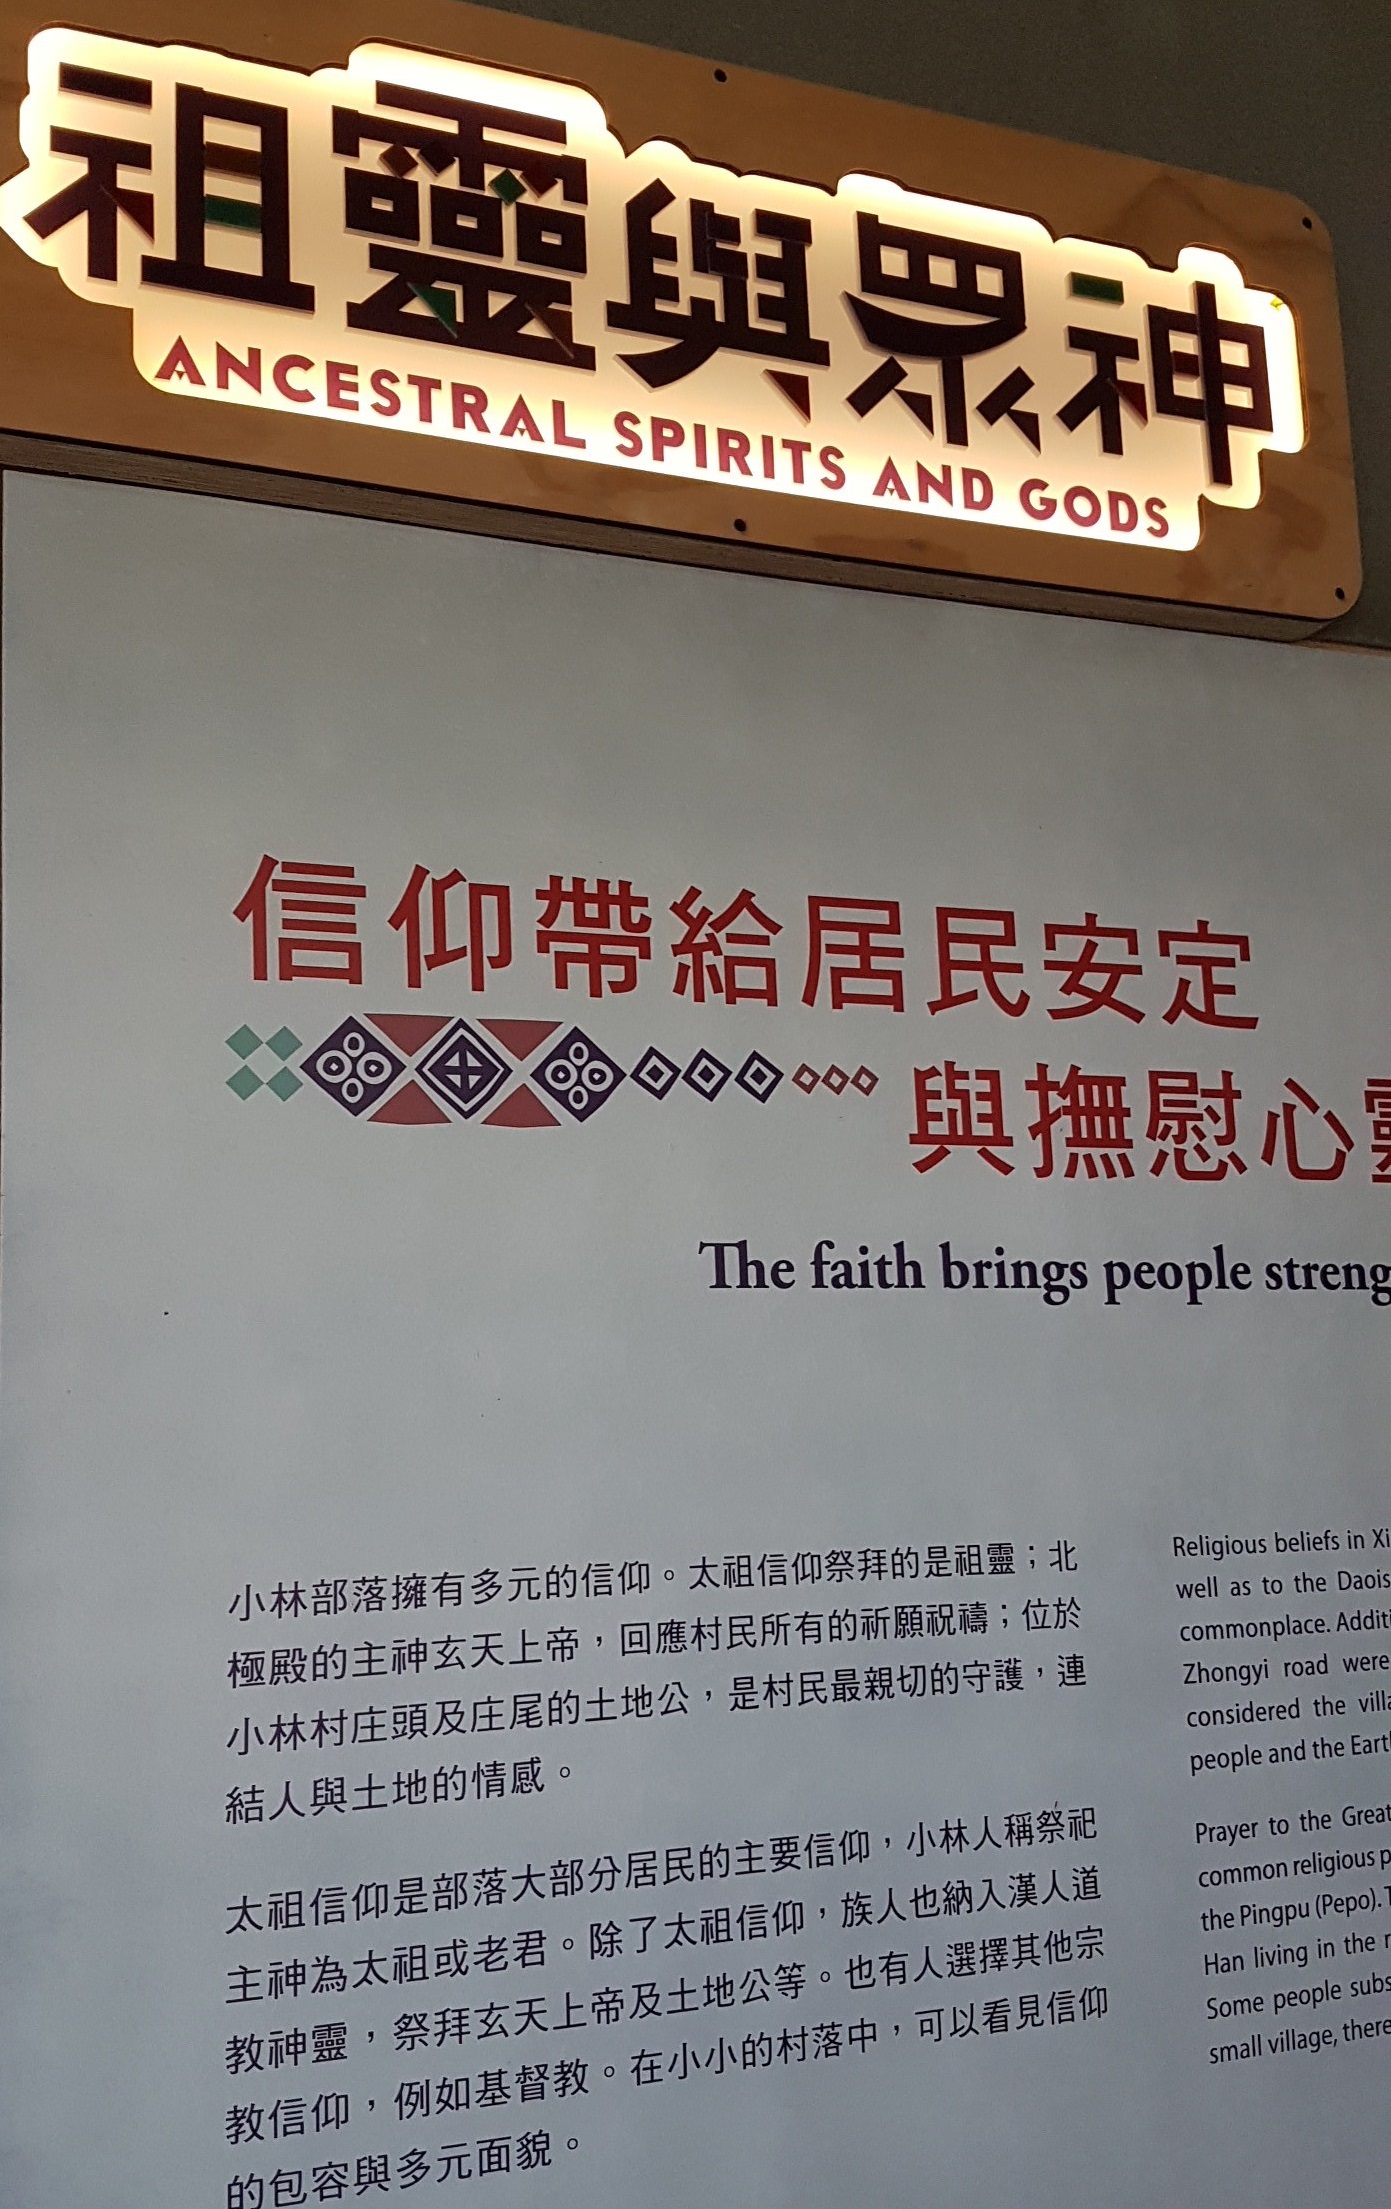 祖靈與眾神
ANCESTRAL SPIRITS AND GODS
信仰帶給居民安定
與撫慰心靈
The faith brings people
小林部落擁有多元的信仰。太祖信仰祭拜的是祖靈；北
極殿的主神玄天上帝，回應村民所有的祈願祝禱；位於
小林村庄頭及庄尾的土地公，是村民最親切的守護，連
結人與土地的情感。
太祖信仰是部落大部分居民的主要信仰，小林人稱祭祀
主神為太祖或老君。除了太祖信仰，族人也納入漢人道
教神靈，祭拜玄天上帝及土地公等。也有人選擇其他宗
教信仰，例如基督教。在小小的村落中，可以看見信仰
的包容與多元面貌。
Religious beliefs in
well as to the
commonplace.
Zhongyi road were
considered the
people and the
Prayer to the Great
common religious
the Pingpu (Pepo).
Han living in the
Some people
small village, there